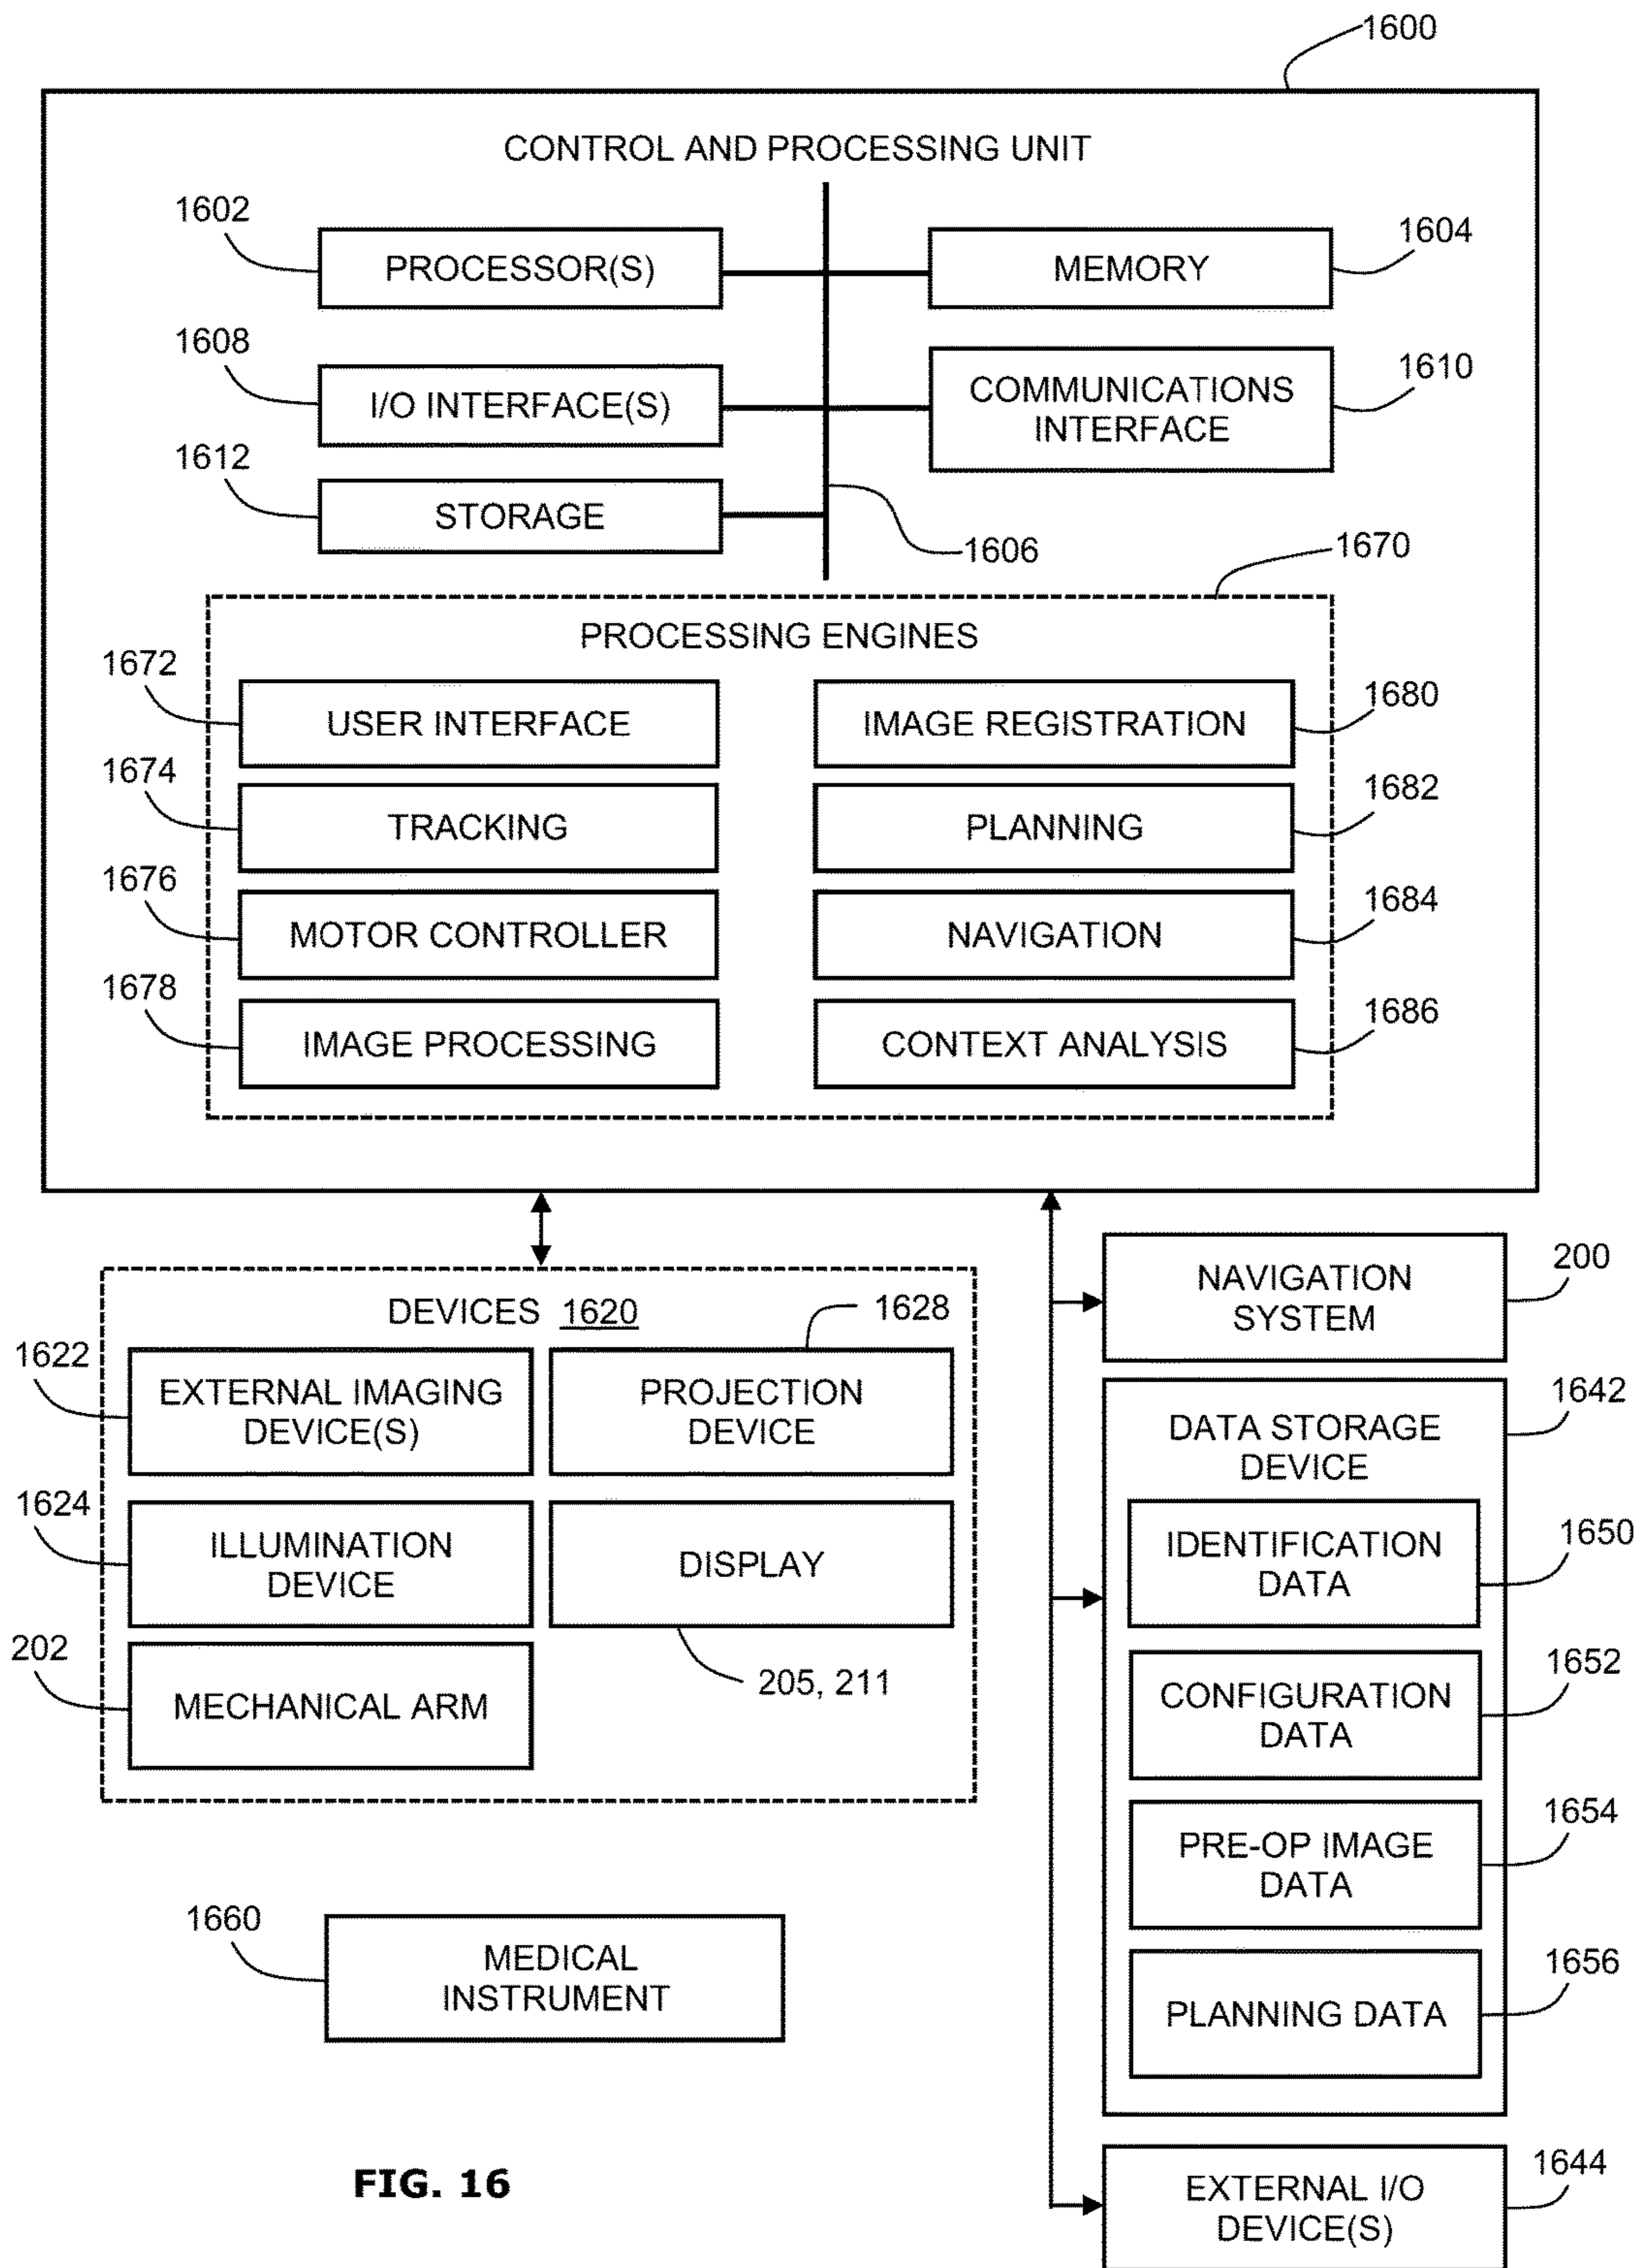 1600
CONTROL AND PROCESSING UNIT
1602
PROCESSOR(S)
MEMORY
1604
1608
I/O INTERFACE(S)
COMMUNICATIONS
INTERFACE
1610
1612
STORAGE
1606
1670
PROCESSING ENGINES
1672
USER INTERFACE
IMAGE REGISTRATION
1680
1674
TRACKING
PLANNING
1682
1676
MOTOR CONTROLLER
NAVIGATION
1684
1678
IMAGE PROCESSING
CONTEXT ANALYSIS
1686
DEVICES 1620
1628
1622
EXTERNAL IMAGING
DEVICE(S)
PROJECTION
DEVICE
1624
ILLUMINATION
DEVICE
DISPLAY
202
MECHANICAL ARM
205, 211
NAVIGATION
SYSTEM
200
1642
DATA STORAGE
DEVICE
IDENTIFICATION
DATA
1650
CONFIGURATION
DATA
1652
PRE-OP IMAGE
DATA
1654
PLANNING DATA
1656
1660
MEDICAL
INSTRUMENT
EXTERNAL I/O
DEVICE(S)
1644
FIG. 16